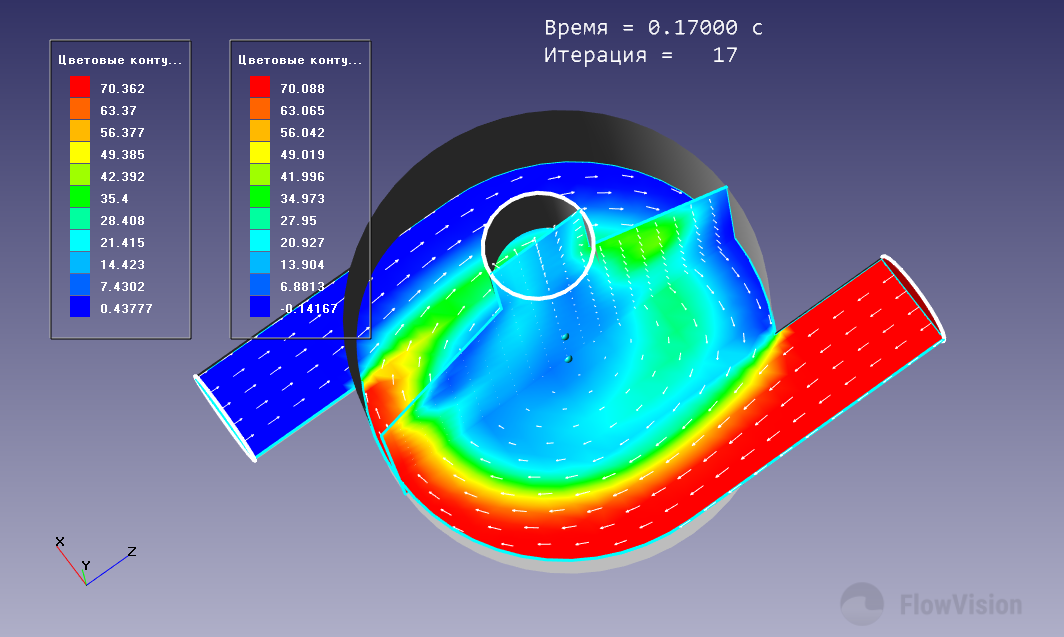 Время = 0.17000 с
Итерация = 17
Цветовые конту...
70.362
63.37
56.377
49.385
42.392
35.4
28.408
21.415
14.423
7.4302
0.43777
Цветовые конту...
70.088
63.065
56.042
49.019
41.996
34.973
27.95
20.927
13.904
6.8813
-0.14167
X
Y
Z
FlowVision